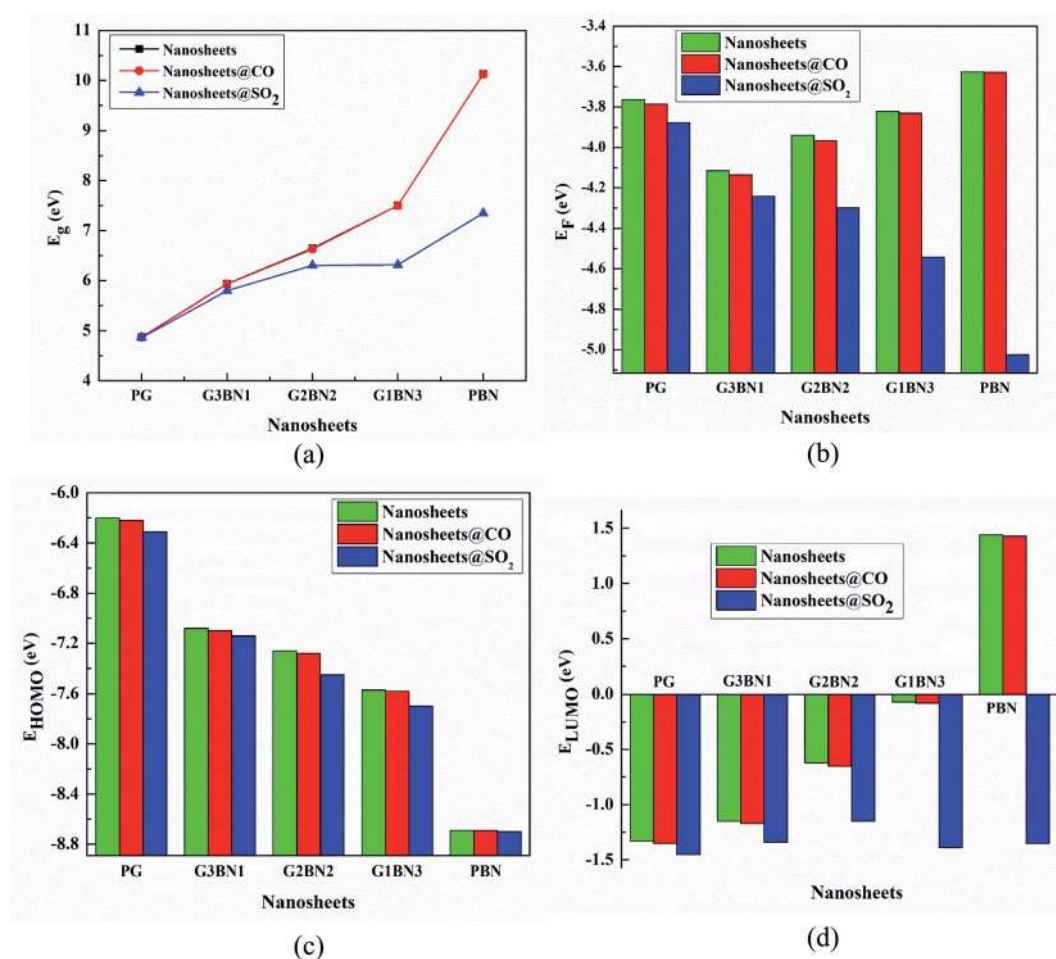 Nanosheets
Nanosheets@CO
Nanosheets@SO2
11
10
9
8
7
6
5
4
Eg (eV)
PG G3BN1 G2BN2 G1BN3 PBN
Nanosheets
(a)
Nanosheets
Nanosheets@CO
Nanosheets@SO2
-3.4
-3.6
-3.8
-4.0
-4.2
-4.4
-4.6
-4.8
-5.0
EF (eV)
PG G3BN1 G2BN2 G1BN3 PBN
Nanosheets
(b)
Nanosheets
Nanosheets@CO
Nanosheets@SO2
-6.0
-6.4
-6.8
-7.2
-7.6
-8.0
-8.4
-8.8
EHOMO (eV)
PG G3BN1 G2BN2 G1BN3 PBN
Nanosheets
(c)
Nanosheets
Nanosheets@CO
Nanosheets@SO2
1.5
1.0
0.5
0.0
-0.5
-1.0
-1.5
ELUMO (eV)
PG G3BN1 G2BN2 G1BN3
PBN
Nanosheets
(d)